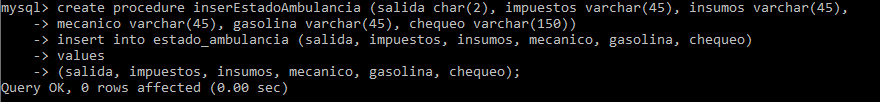 mysql> create procedure inserEstadoAmbulancia (salida char(2), impuestos varchar(45), insumos varchar(45),
    -> mecanico varchar(45), gasolina varchar(45), chequeo varchar(150))
    -> insert into estado_ambulancia (salida, impuestos, insumos, mecanico, gasolina, chequeo)
    -> values
    -> (salida, impuestos, insumos, mecanico, gasolina, chequeo);
Query OK, 0 rows affected (0.00 sec)